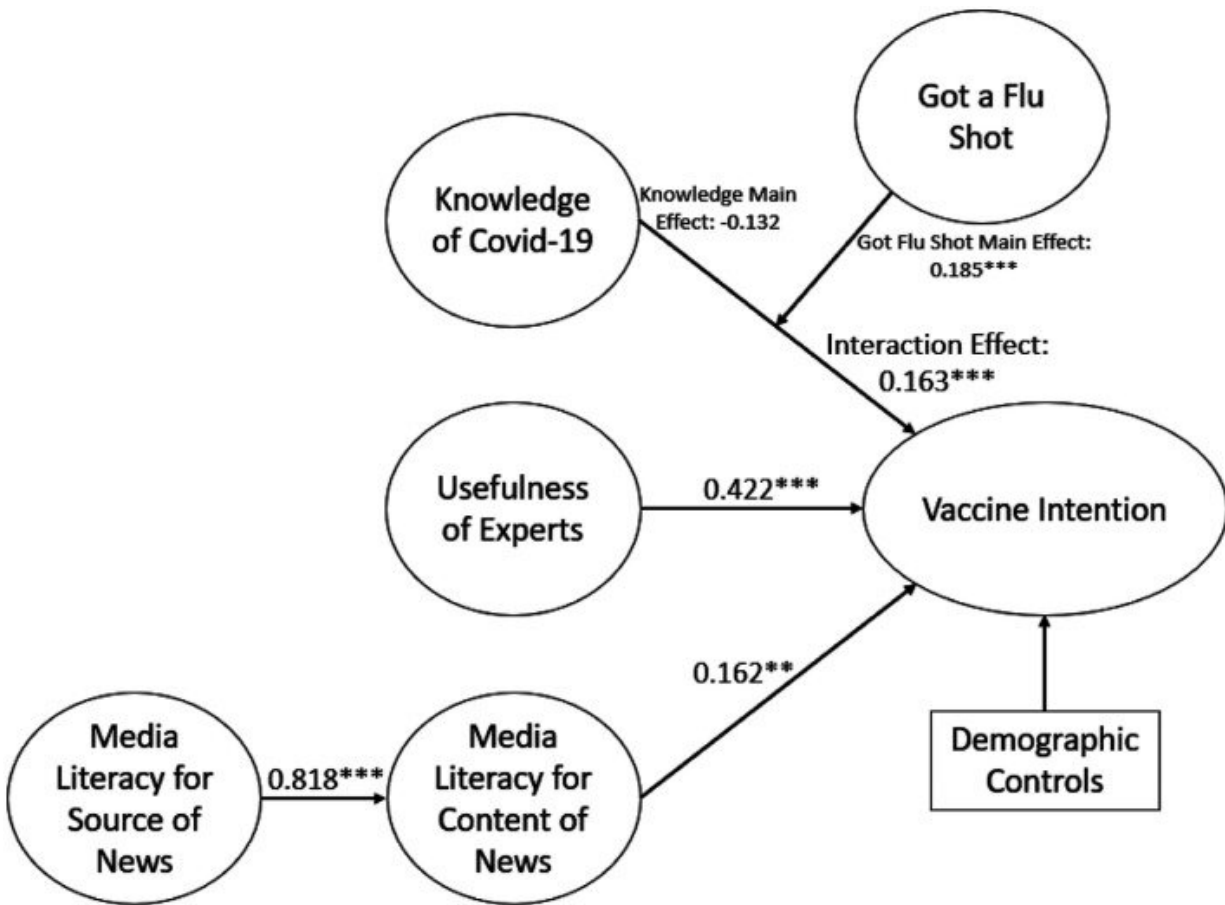 Got a Flu
Shot
Knowledge
of Covid-19
Knowledge Main
Effect: -0.132
Got Flu Shot Main Effect:
0.185***
Interaction Effect:
0.163***
Usefulness
of Experts
0.422***
Vaccine Intention
0.162**
Media
Literacy for
Source of
News
0.818***
Media
Literacy for
Content of
News
Demographic
Controls